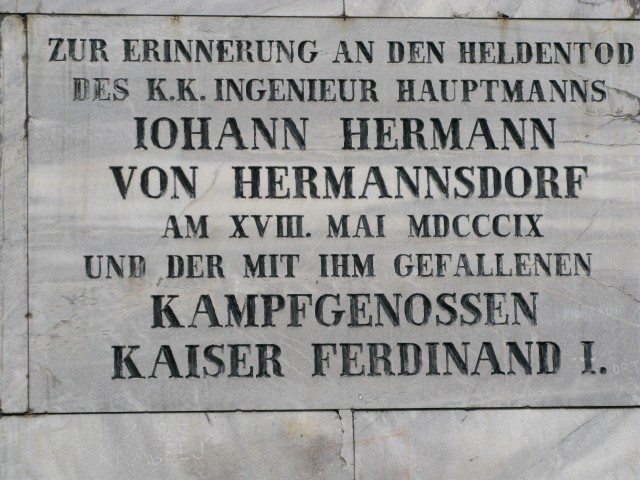 ZUR ERINNERUNG AN DEN HELDENTOD
DES K.K. INGENIEUR HAUPTMANNS
IOHANN HERMANN
VON HERMANNSDORF
AM XVIII. MAI MDCCCIX
UND DER MIT IHM GEFALLENEN
KAMPFGENOSSEN
KAISER FERDINAND I.